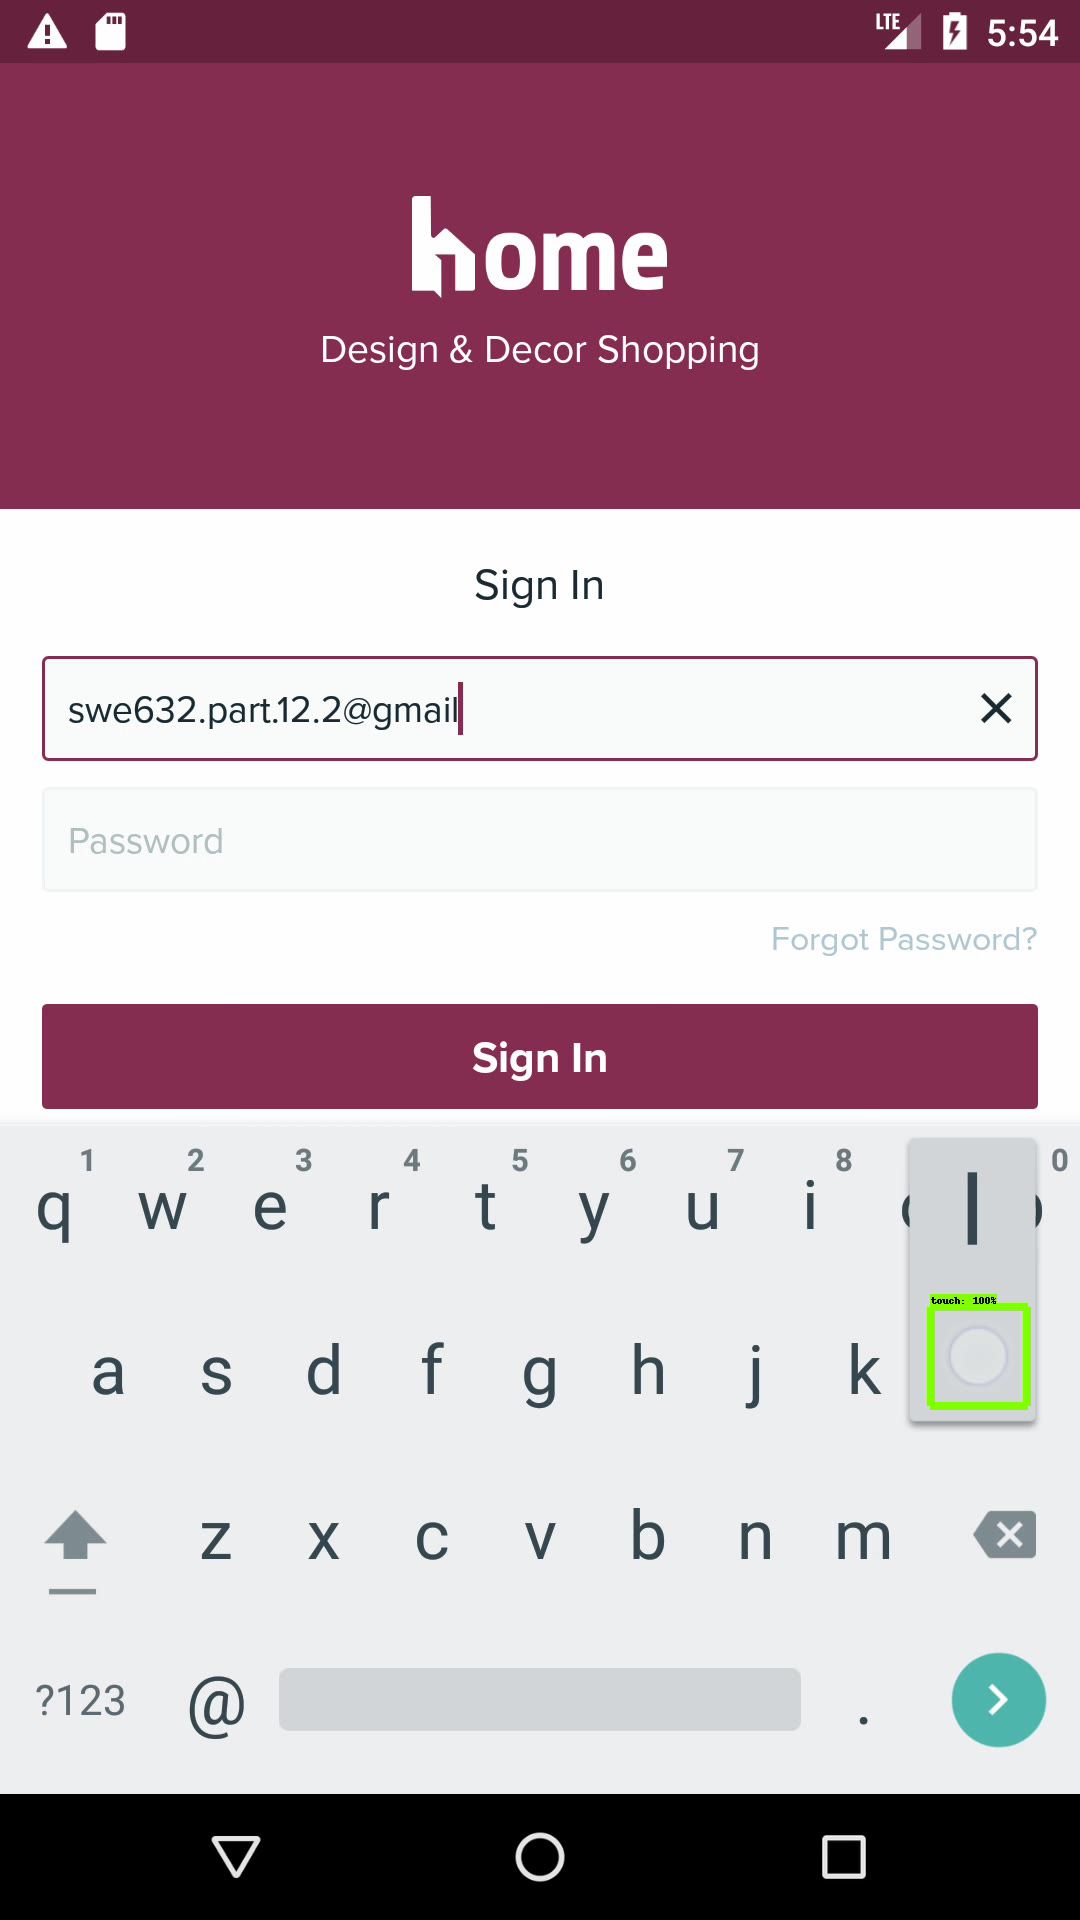 LTE 5:54
home
Design & Decor Shopping
Sign In
swe632.part.12.2@gmail
Password
Forgot Password?
Sign In
1 2 3 4 5 6 7 8 0
q w e r t y u i
l
touch: 100%
a s d f g h j k
z x c v b n m
?123 @ .